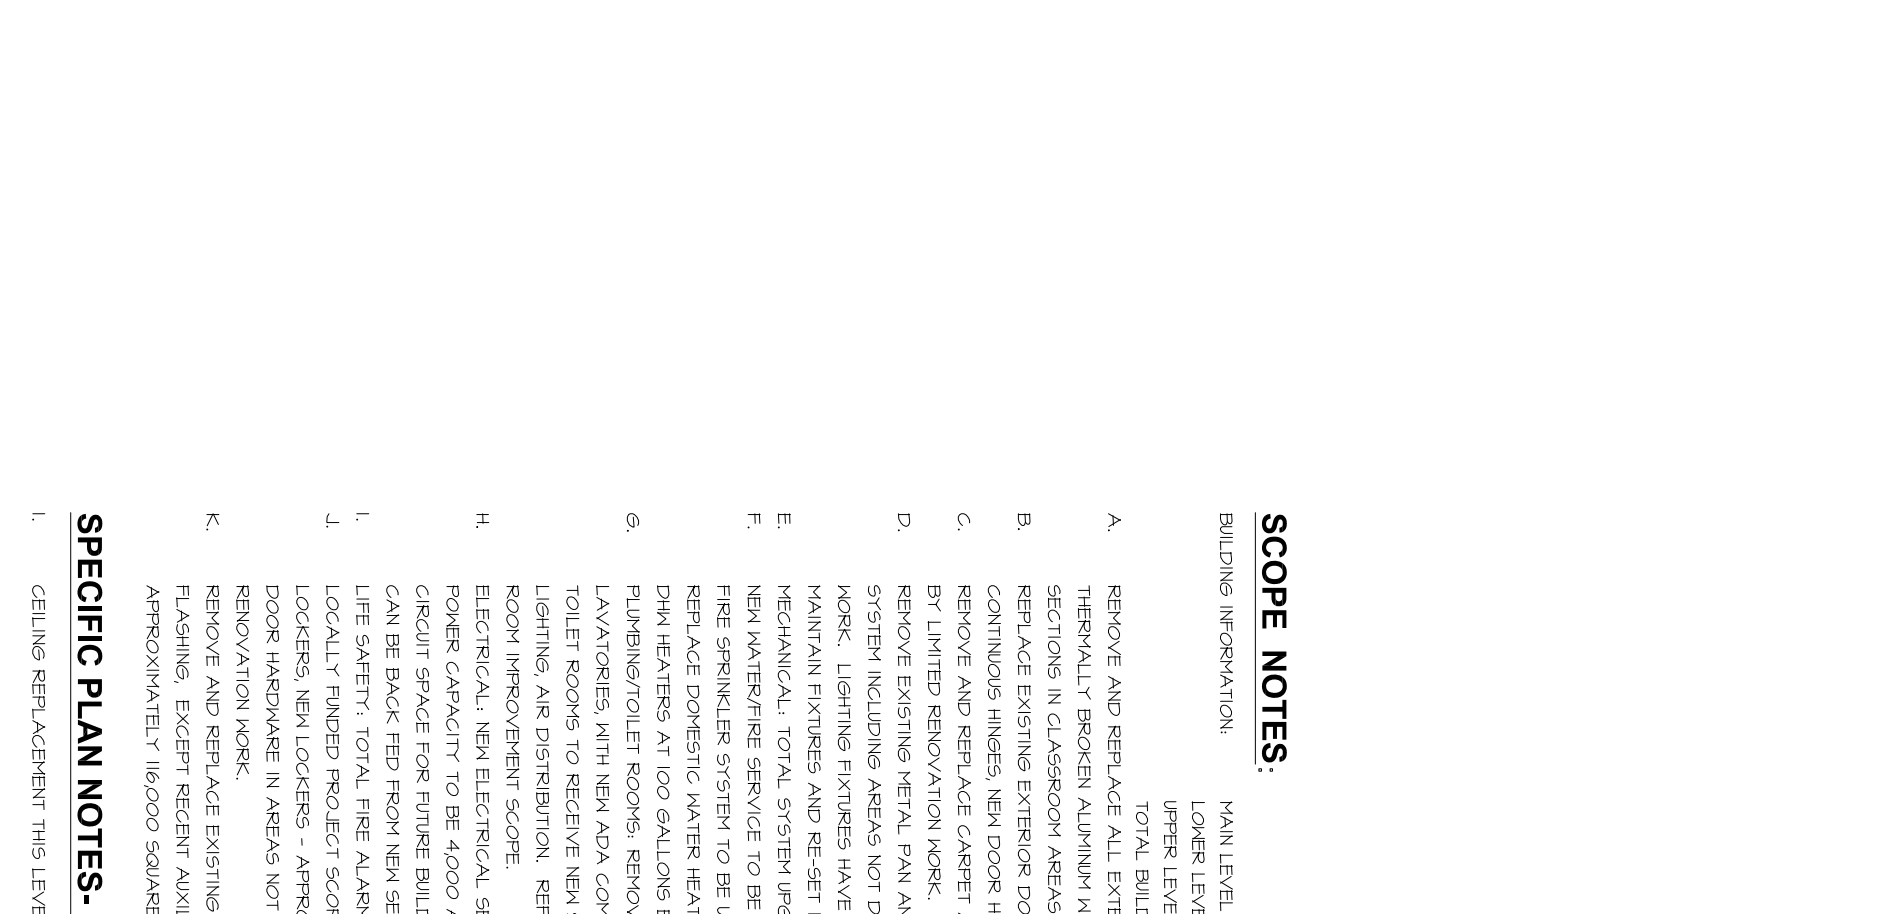 SCOPE NOTES:
BUILDING INFORMATION: MAIN LEVEL
LOWER LEVE
UPPER LEVE
TOTAL BUILD
A. REMOVE AND REPLACE ALL EXTE
THERMALLY BROKEN ALUMINUM W
SECTIONS IN CLASSROOM AREAS
B. REPLACE EXISTING EXTERIOR DO
CONTINUOUS HINGES, NEW DOOR H
C. REMOVE AND REPLACE CARPET
BY LIMITED RENOVATION WORK.
D. REMOVE EXISTING METAL PAN AN
SYSTEM INCLUDING AREAS NOT D
WORK. LIGHTING FIXTURES HAVE
MAINTAIN FIXTURES AND RE-SET
E. MECHANICAL: TOTAL SYSTEM UPG
F. NEW WATER/FIRE SERVICE TO BE
FIRE SPRINKLER SYSTEM TO BE U
REPLACE DOMESTIC WATER HEAT
DHW HEATERS AT 100 GALLONS E
G. PLUMBING/TOILET ROOMS: REMOV
LAVATORIES, WITH NEW ADA COM
TOILET ROOMS TO RECEIVE NEW
LIGHTING, AIR DISTRIBUTION. REF
ROOM IMPROVEMENT SCOPE.
H. ELECTRICAL: NEW ELECTRICAL SE
POWER CAPACITY TO BE 4,000 A
CIRCUIT SPACE FOR FUTURE BUILD
CAN BE BACK FED FROM NEW SE
I. LIFE SAFETY: TOTAL FIRE ALARM
J. LOCALLY FUNDED PROJECT SCOP
LOCKERS, NEW LOCKERS - APPRO
DOOR HARDWARE IN AREAS NOT
RENOVATION WORK.
K. REMOVE AND REPLACE EXISTING
FLASHING, EXCEPT RECENT AUXIL
APPROXIMATELY 116,000 SQUARE
SPECIFIC PLAN NOTES-
1. CEILING REPLACEMENT THIS LEVE